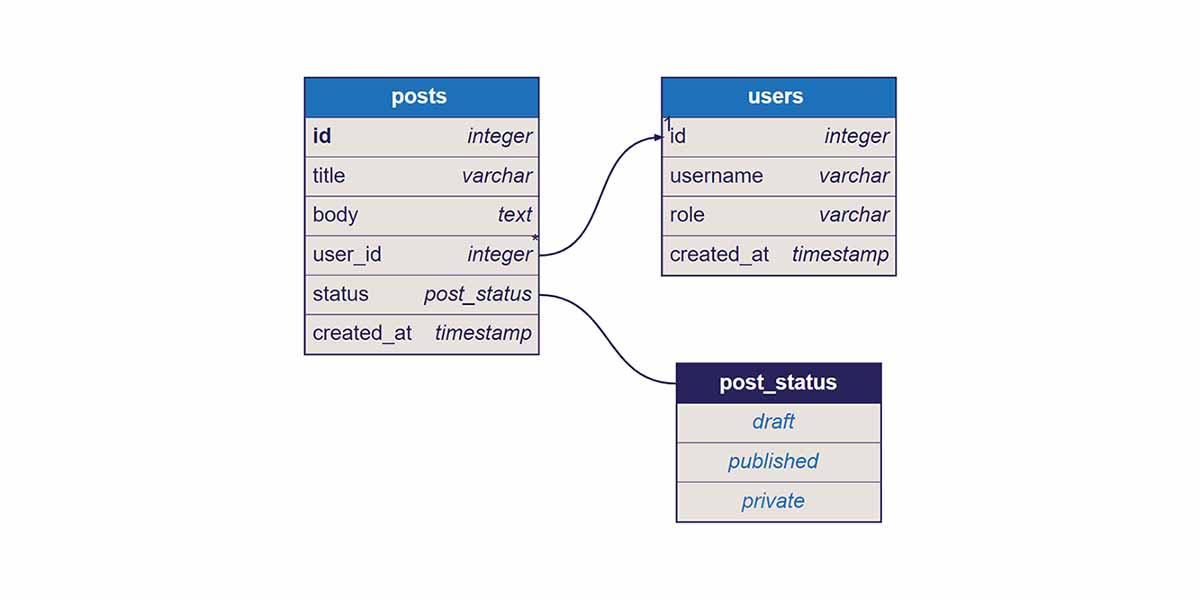 posts
id integer
title varchar
body text
user_id integer *
status post_status
created_at timestamp
users
1
id integer
username varchar
role varchar
created_at timestamp
post_status
draft
published
private